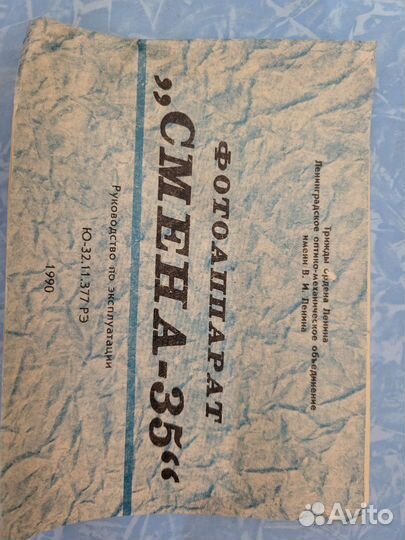 Трижды ордена Ленина
Ленинградское оптико-механическое объединение
имени В. И. Ленина
ФОТОАППАРАТ
„СМЕНА-35“
Руководство по эксплуатации
Ю-32.11.377 РЭ
1990
Avito